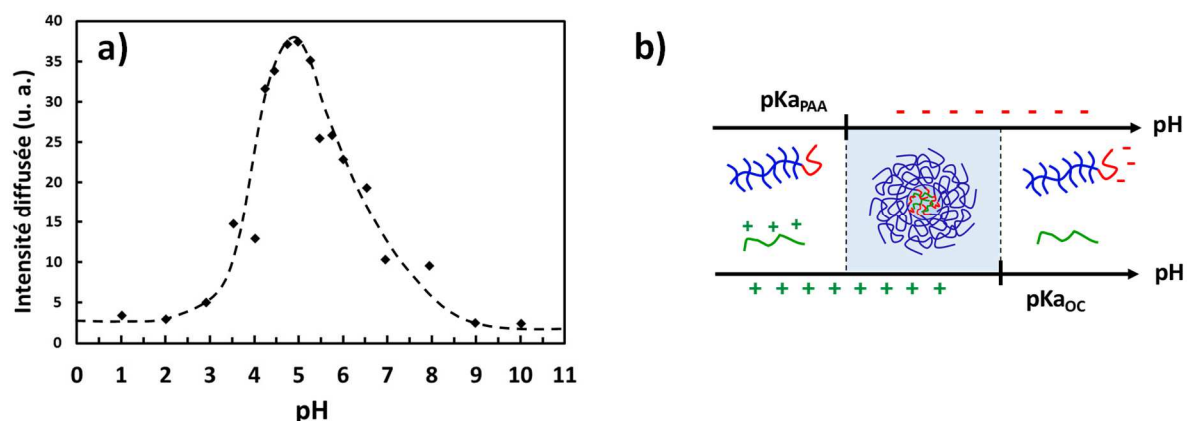 a)
Intensité diffusée (u. a.)
40
35
30
25
20
15
10
5
0
0 1 2 3 4 5 6 7 8 9 10 11
pH
b)
pKaPAA
- - - - - - - -
pH
- - -
+ + +
pH
+ + + + + + + +
pKaOC